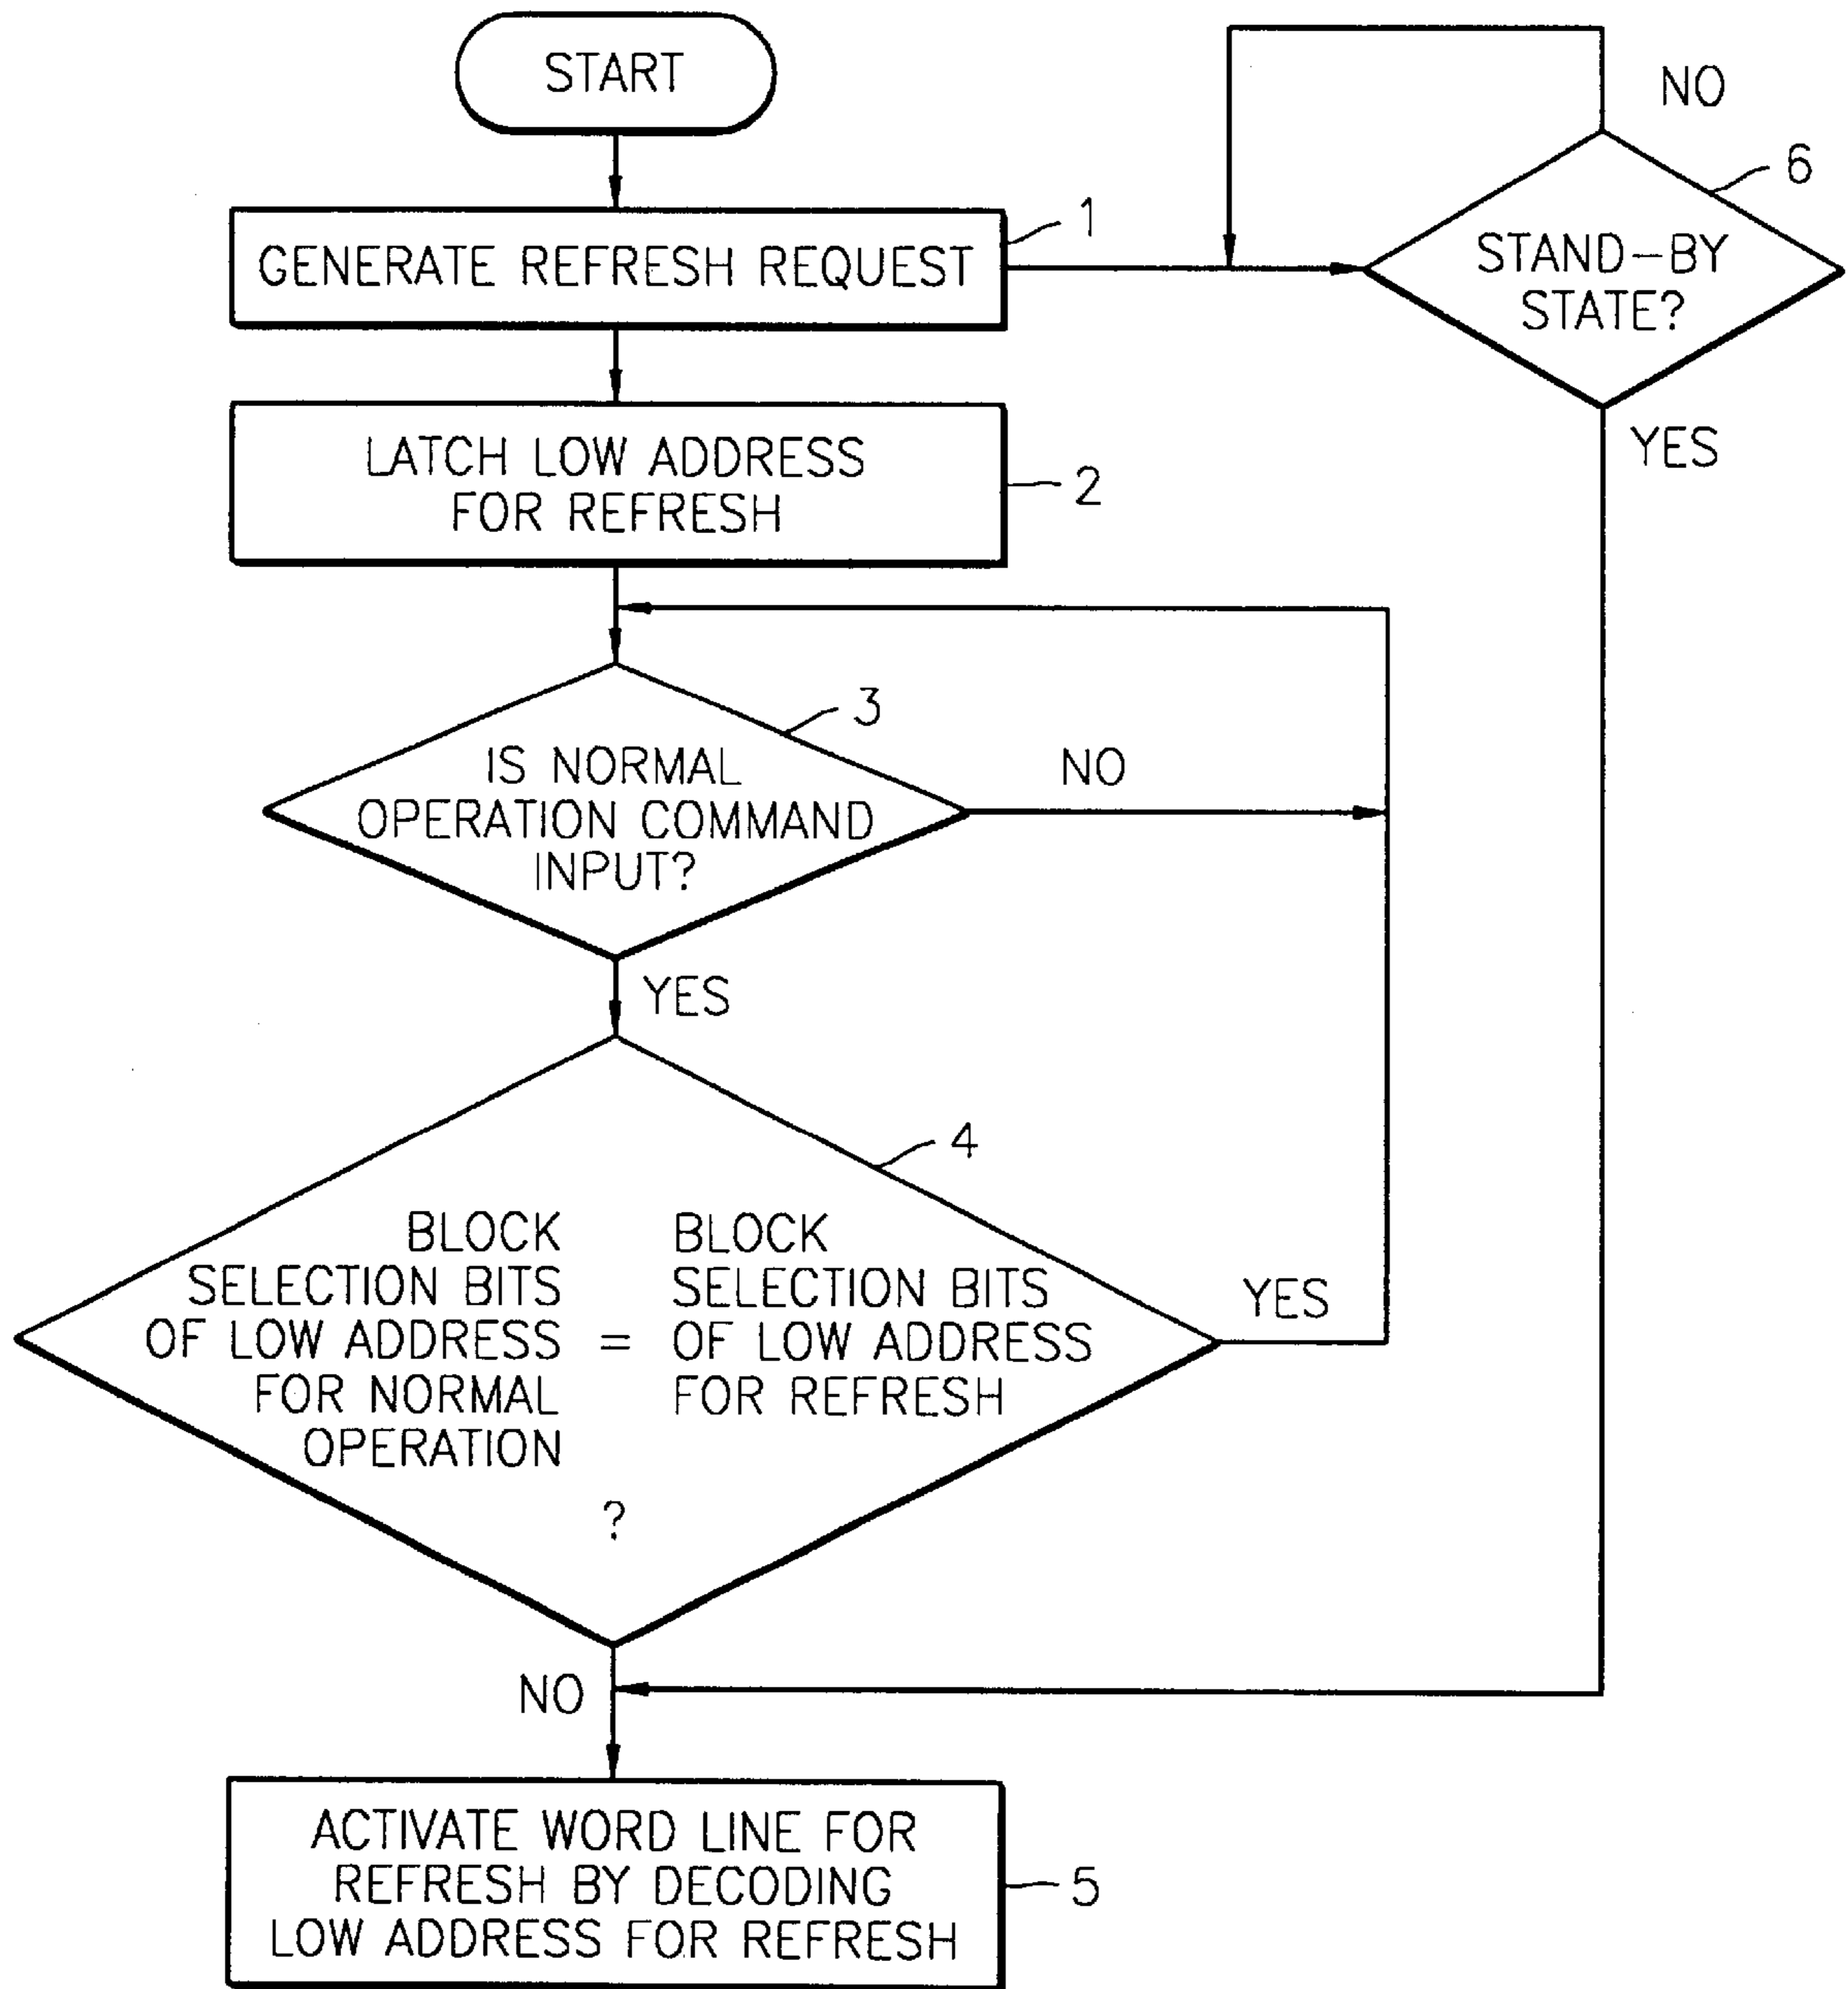 START
NO
6
1
GENERATE REFRESH REQUEST
STAND-BY
STATE?
LATCH LOW ADDRESS
FOR REFRESH
2
YES
3
IS NORMAL
OPERATION COMMAND
INPUT?
NO
YES
4
BLOCK
SELECTION BITS
OF LOW ADDRESS
FOR NORMAL
OPERATION
=
BLOCK
SELECTION BITS
OF LOW ADDRESS
FOR REFRESH
?
YES
NO
ACTIVATE WORD LINE FOR
REFRESH BY DECODING
LOW ADDRESS FOR REFRESH
5